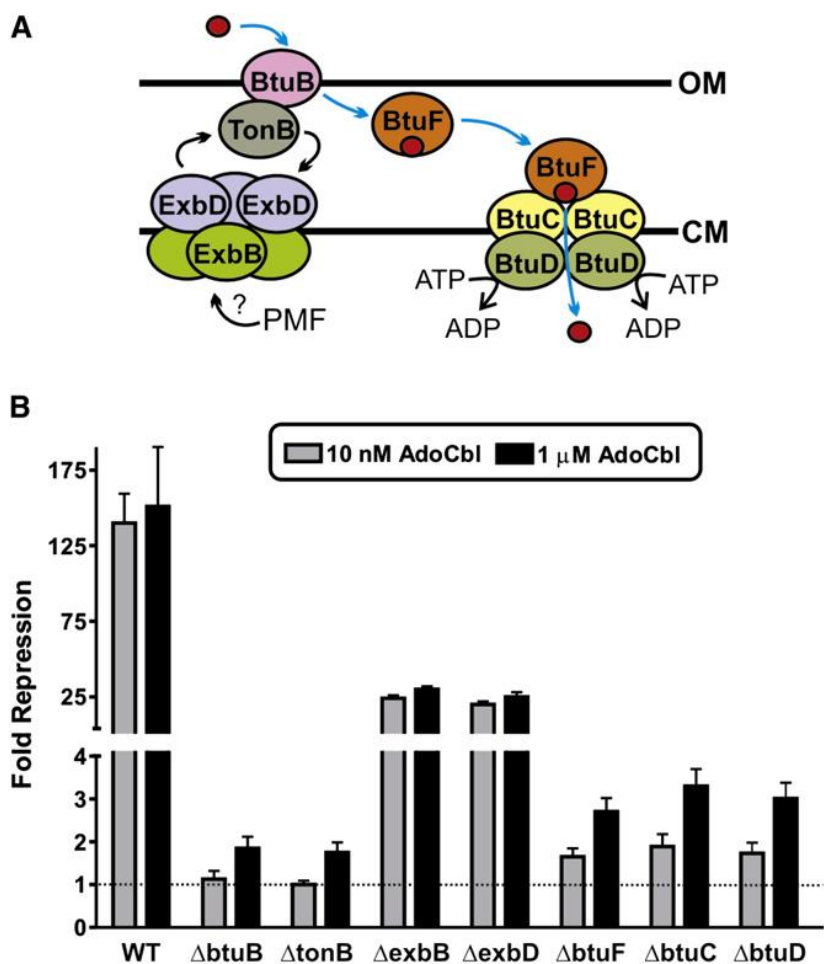 A
BtuB
OM
TonB
BtuF
BtuF
ExbD ExbD
BtuC BtuC
CM
ExbB
BtuD BtuD
ATP
ATP
?
PMF
ADP
ADP
B
10 nM AdoCbl 1 μM AdoCbl
175
125
75
25
4
3
2
1
0
Fold Repression
WT ΔbtuB ΔtonB ΔexbB ΔexbD ΔbtuF ΔbtuC ΔbtuD